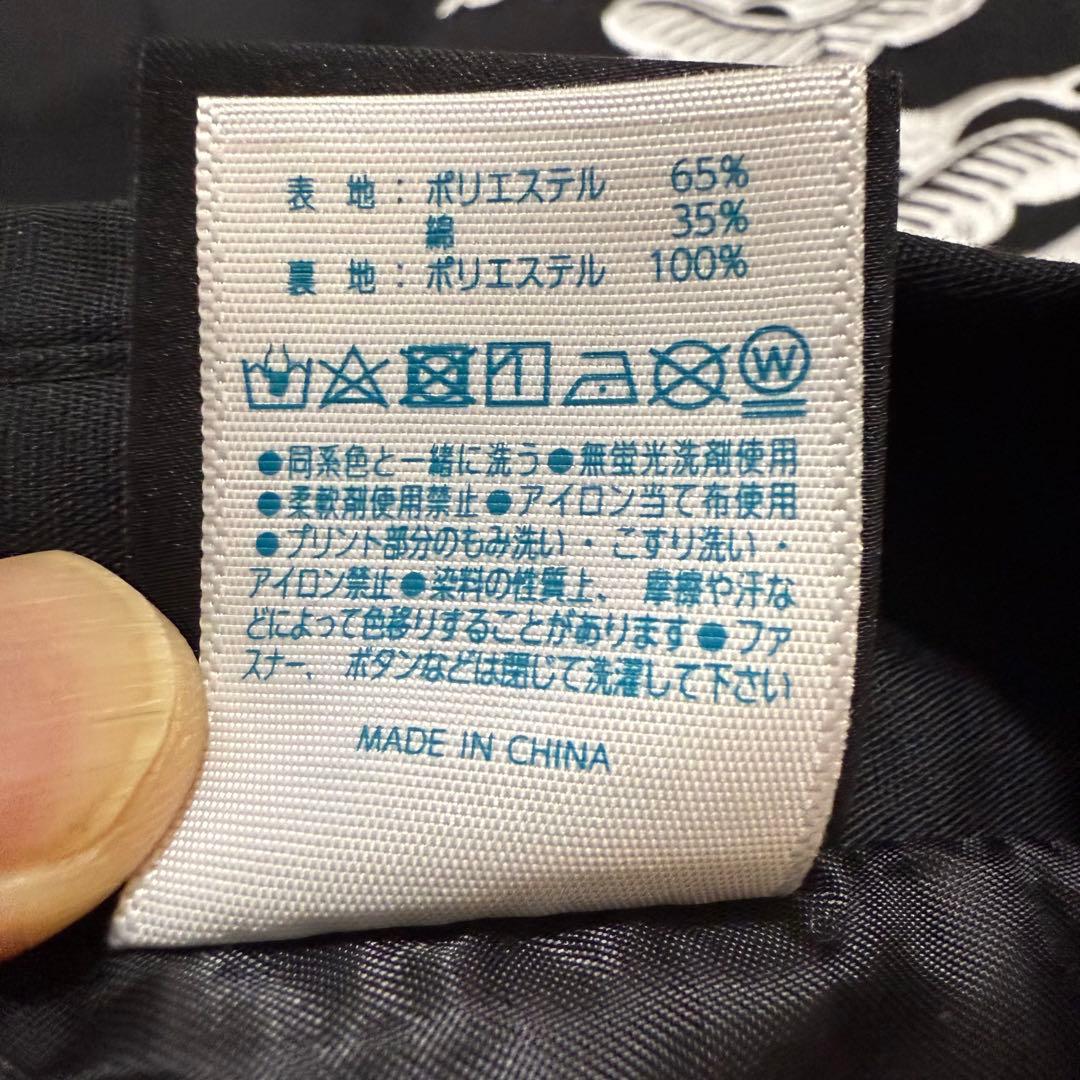 表 地：ポリエステル 65%
綿 35%
裏 地：ポリエステル 100%
W
●同系色と一緒に洗う●無蛍光洗剤使用
●柔軟剤使用禁止●アイロン当て布使用
●プリント部分のもみ洗い・こすり洗い・
アイロン禁止●染料の性質上、摩擦や汗な
どによって色移りすることがあります●ファ
スナー、ボタンなどは閉じて洗濯して下さい
MADE IN CHINA